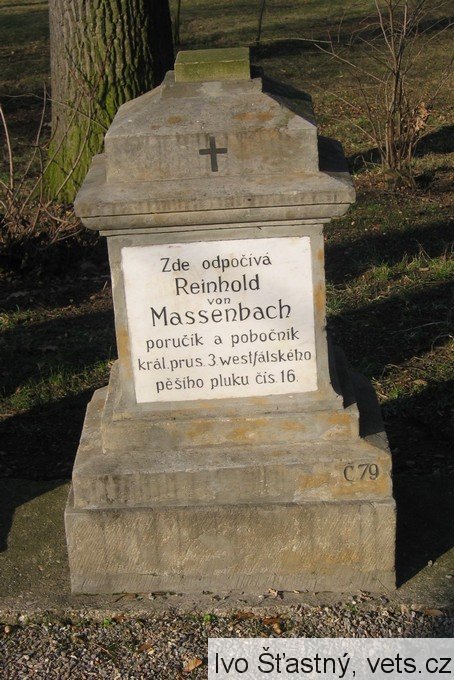 Zde odpočívá
Reinhold
von
Massenbach
poručík a pobočník
král. prus. 3. westfálského
pěšího pluku čís. 16.
Č 79
Ivo Šťastný, vets.cz